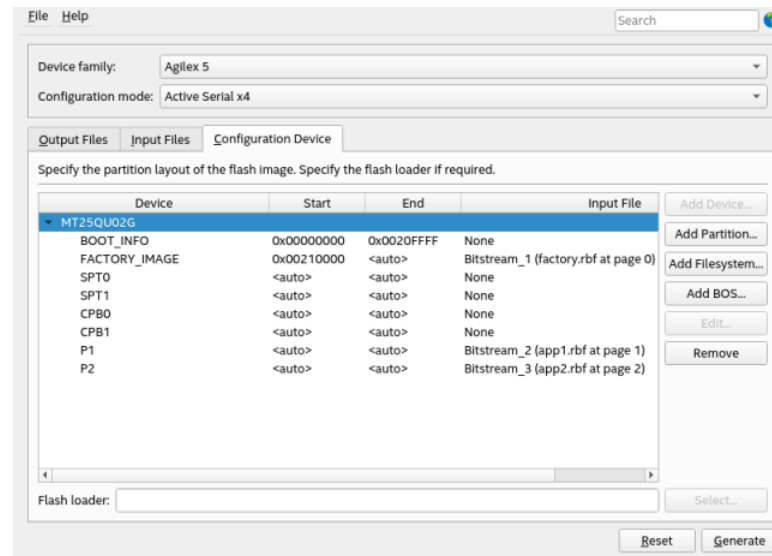 File Help Search
Device family: Agilex 5
Configuration mode: Active Serial x4
Output Files Input Files Configuration Device
Specify the partition layout of the flash image. Specify the flash loader if required.
Device Start End Input File Add Device...
MT25QU02G
BOOT_INFO 0x00000000 0x0020FFFF None Add Partition...
FACTORY_IMAGE 0x00210000 <auto> Bitstream_1 (factory.rbf at page 0) Add Filesystem...
SPT0 <auto> <auto> None
SPT1 <auto> <auto> None Add BOS...
CPB0 <auto> <auto> None Edit...
CPB1 <auto> <auto> None
P1 <auto> <auto> Bitstream_2 (app1.rbf at page 1) Remove
P2 <auto> <auto> Bitstream_3 (app2.rbf at page 2)
Flash loader: Select...
Reset Generate